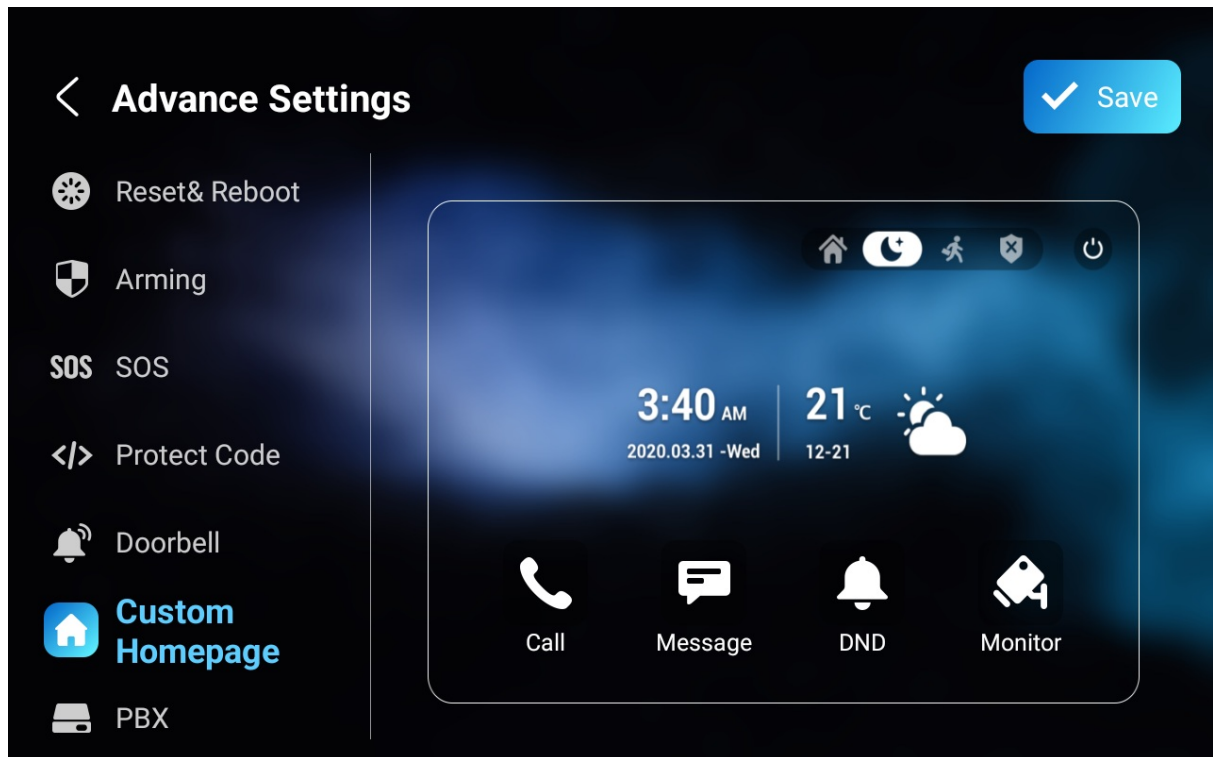 Advance Settings
Save
Reset& Reboot
Arming
SOS SOS
</> Protect Code
Doorbell
Custom
Homepage
PBX
3:40 AM
2020.03.31 -Wed
21 °C
12-21
Call
Message
DND
Monitor